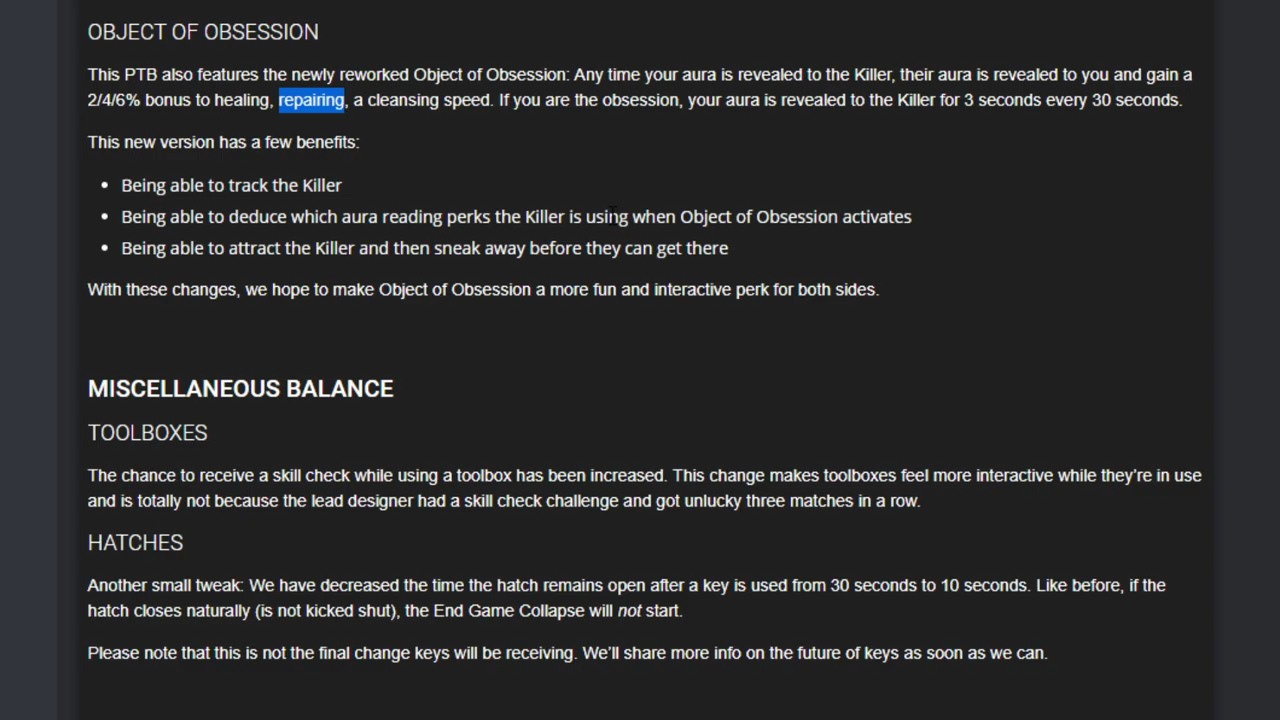 OBJECT OF OBSESSION
This PTB also features the newly reworked Object of Obsession: Any time your aura is revealed to the Killer, their aura is revealed to you and gain a
2/4/6% bonus to healing, repairing, a cleansing speed. If you are the obsession, your aura is revealed to the Killer for 3 seconds every 30 seconds.
This new version has a few benefits:
• Being able to track the Killer
• Being able to deduce which aura reading perks the Killer is using when Object of Obsession activates
• Being able to attract the Killer and then sneak away before they can get there
With these changes, we hope to make Object of Obsession a more fun and interactive perk for both sides.
MISCELLANEOUS BALANCE
TOOLBOXES
The chance to receive a skill check while using a toolbox has been increased. This change makes toolboxes feel more interactive while they’re in use
and is totally not because the lead designer had a skill check challenge and got unlucky three matches in a row.
HATCHES
Another small tweak: We have decreased the time the hatch remains open after a key is used from 30 seconds to 10 seconds. Like before, if the
hatch closes naturally (is not kicked shut), the End Game Collapse will not start.
Please note that this is not the final change keys will be receiving. We’ll share more info on the future of keys as soon as we can.